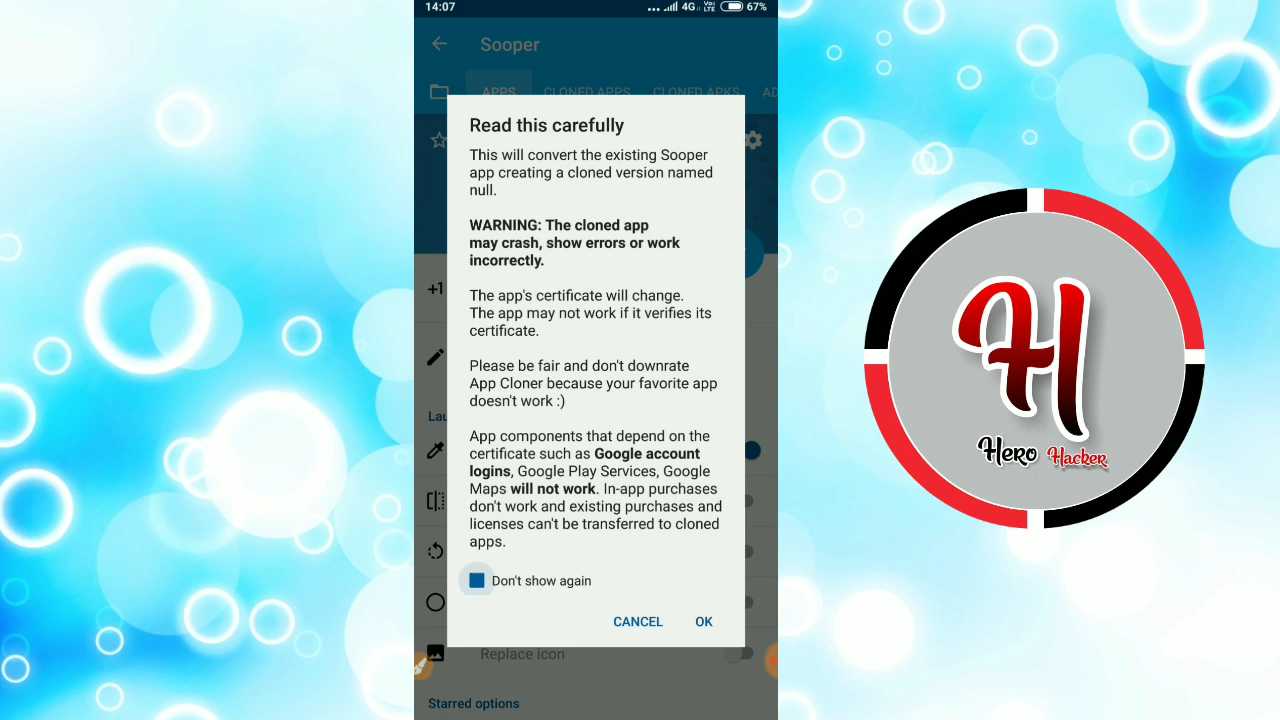 14:07
4G
Vo) LTE
67%
Sooper
APPS
CLONED APPS
CLONED APKS
AD
Read this carefully
This will convert the existing Sooper
app creating a cloned version named
null.
WARNING: The cloned app
may crash, show errors or work
incorrectly.
The app's certificate will change.
The app may not work if it verifies its
certificate.
Please be fair and don't downrate
App Cloner because your favorite app
doesn't work :)
App components that depend on the
certificate such as Google account
logins, Google Play Services, Google
Maps will not work. In-app purchases
don't work and existing purchases and
licenses can't be transferred to cloned
apps.
Don't show again
CANCEL
OK
+1
Lau
Replace icon
Starred options
H
Hero Hacker